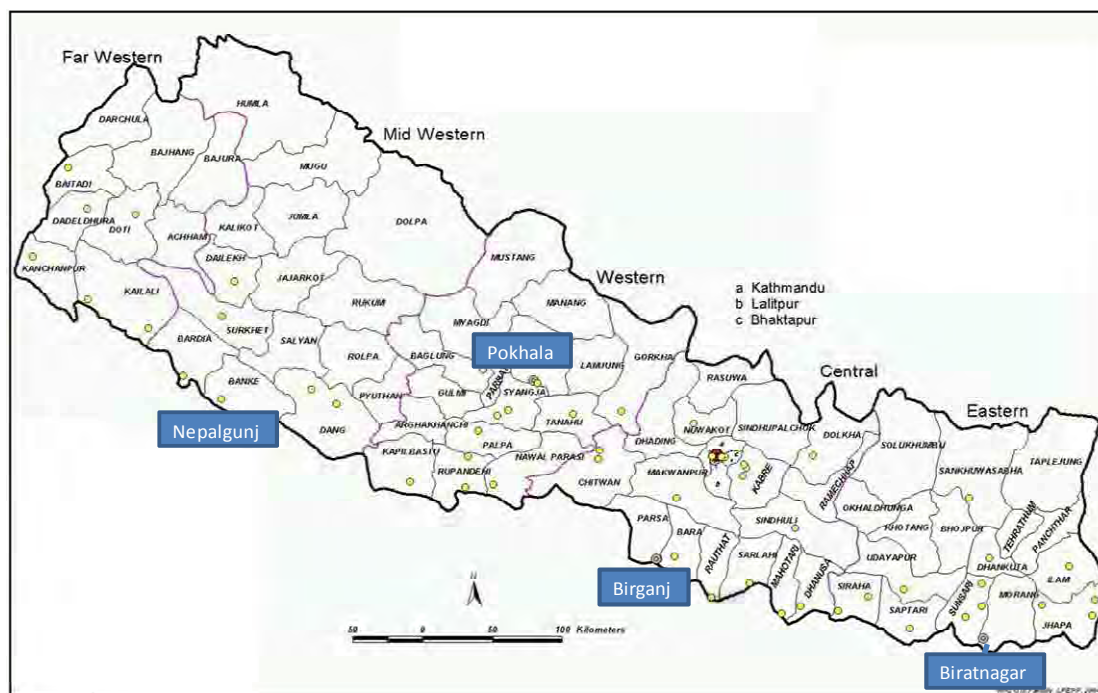 Far Western
HUMLA
DARCHULA
Mid Western
BAJHANG
BAJURA
MUGU
BAITADI
DADELDHURA
DOTI
ACHHAM
KALIKOT
JUMLA
DOLPA
MUSTANG
KANCHANPUR
DAILEKH
JAJARKOT
Western
a Kathmandu
b Lalitpur
c Bhaktapur
KAILALI
RUKUM
MYAGDI
MANANG
SURKHET
BARDIA
SALYAN
ROLPA
BAGLUNG
Pokhala
LAMJUNG
GORKHA
RASUWA
Central
BANKE
PYUTHAN
GULMI
SYANGJA
Eastern
Nepalgunj
DANG
ARGHAKHANCHI
TANAHU
DHADING
NUWAKOT
SINDHUPALCHOK
DOLKHA
SOLUKHUMBU
SANKHUWASABHA
TAPLEJUNG
KAPILBASTU
PALPA
NAWAL PARASI
RUPANDEHI
CHITWAN
MAKWANPUR
a
c
b
KABRE
RAMECHHAP
OKHALDHUNGA
KHOTANG
BHOJPUR
TEHRATHUM
PANCHTHAR
PARSA
BARA
RAUTHAT
SARLAHI
SINDHULI
MAHOTARI
DHANUSA
UDAYAPUR
DHANKUTA
ILAM
SIRAHA
SAPTARI
SUNSARI
MORANG
JHAPA
Birganj
N
50 0 50 100 Kilometers
Biratnagar